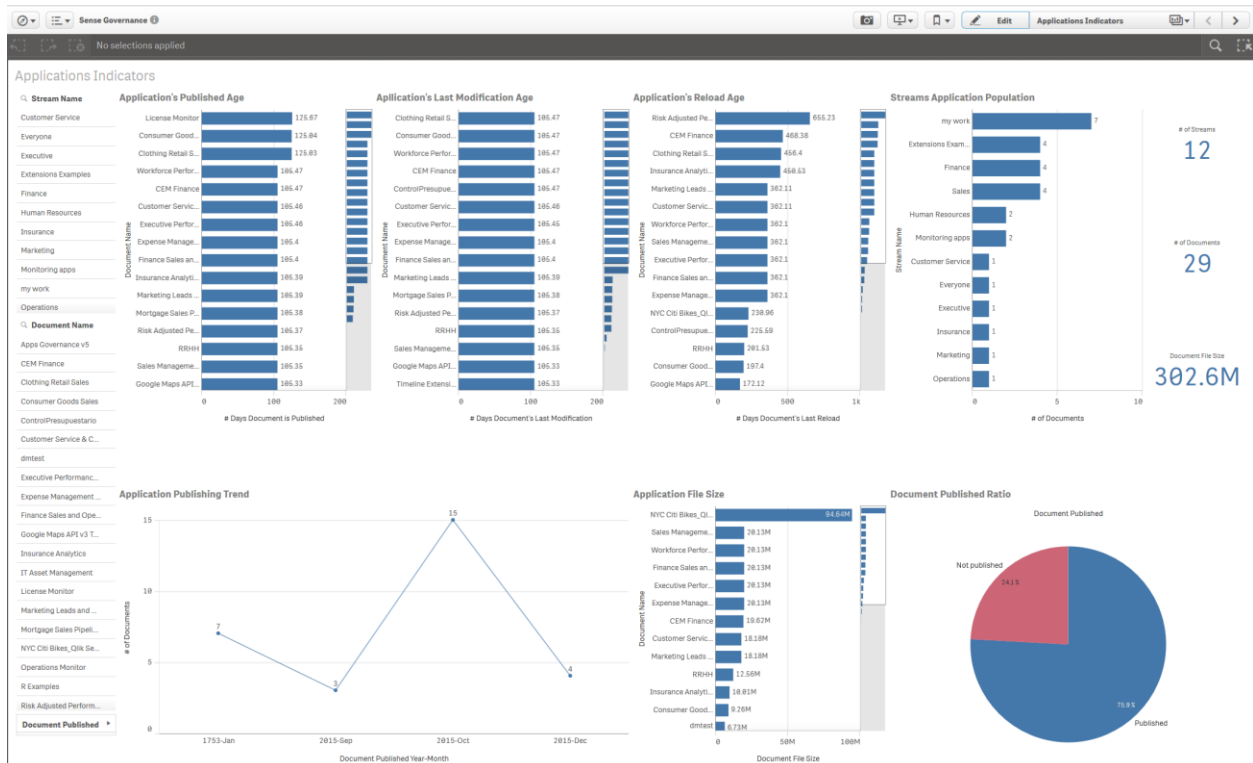 Sense Governance
Edit
Applications Indicators
No selections applied
Applications Indicators
Stream Name
Customer Service
Everyone
Executive
Extensions Examples
Finance
Human Resources
Insurance
Marketing
Monitoring apps
my work
Operations
Document Name
Apps Governance v5
CEM Finance
Clothing Retail Sales
Consumer Goods Sales
ControlPresupuestario
Customer Service & C...
dmtest
Executive Performanc...
Expense Management ...
Finance Sales and Ope...
Google Maps API v3 T...
Insurance Analytics
IT Asset Management
License Monitor
Marketing Leads and ...
Mortgage Sales Pipeli...
NYC Citi Bikes_Qlik Se...
Operations Monitor
R Examples
Risk Adjusted Perform...
Document Published
Application's Published Age
Document Name
License Monitor 125.07
Consumer Good... 125.04
Clothing Retail S... 125.03
Workforce Perfor... 105.47
CEM Finance 105.47
Customer Servic... 105.46
Executive Perfor... 105.46
Expense Manage... 105.4
Finance Sales an... 105.4
Insurance Analyti... 105.39
Marketing Leads ... 105.39
Mortgage Sales P... 105.38
Risk Adjusted Pe... 105.37
RRHH 105.35
Sales Manageme... 105.35
Google Maps API... 105.33
0 100 200
# Days Document is Published
Apllication's Last Modification Age
Document Name
Clothing Retail S... 105.47
Consumer Good... 105.47
Workforce Perfor... 105.47
CEM Finance 105.47
ControlPresupue... 105.47
Customer Servic... 105.46
Executive Perfor... 105.45
Expense Manage... 105.4
Finance Sales an... 105.4
Marketing Leads ... 105.39
Mortgage Sales P... 105.38
Risk Adjusted Pe... 105.37
RRHH 105.35
Sales Manageme... 105.35
Google Maps API... 105.33
Timeline Extensi... 105.33
0 100 200
# Days Document's Last Modification
Application's Reload Age
Document Name
Risk Adjusted Pe... 655.23
CEM Finance 468.38
Clothing Retail S... 456.4
Insurance Analyti... 450.53
Marketing Leads ... 362.11
Customer Servic... 362.11
Workforce Perfor... 362.1
Sales Manageme... 362.1
Executive Perfor... 362.1
Finance Sales an... 362.1
Expense Manage... 362.1
NYC Citi Bikes_Qli... 230.96
ControlPresupue... 225.59
RRHH 201.53
Consumer Good... 197.4
Google Maps API... 172.12
0 500 1k
# Days Document's Last Reload
Streams Application Population
Stream Name
my work 7
Extensions Exam... 4
Finance 4
Sales 4
Human Resources 2
Monitoring apps 2
Customer Service 1
Everyone 1
Executive 1
Insurance 1
Marketing 1
Operations 1
0 5 10
# of Documents
# of Streams
12
# of Documents
29
Document File Size
302.6M
Application Publishing Trend
# of Documents
15
10
5
0
7
3
15
4
1753-Jan 2015-Sep 2015-Oct 2015-Dec
Document Published Year-Month
Application File Size
Document Name
NYC Citi Bikes_Qli... 94.64M
Sales Manageme... 20.13M
Workforce Perfor... 20.13M
Finance Sales an... 20.13M
Executive Perfor... 20.13M
Expense Manage... 20.13M
CEM Finance 19.62M
Customer Servic... 18.18M
Marketing Leads ... 18.18M
RRHH 12.56M
Insurance Analyti... 10.01M
Consumer Good... 9.26M
dmtest 6.73M
0 50M 100M
Document File Size
Document Published Ratio
Document Published
Not published
24.1%
75.9%
Published